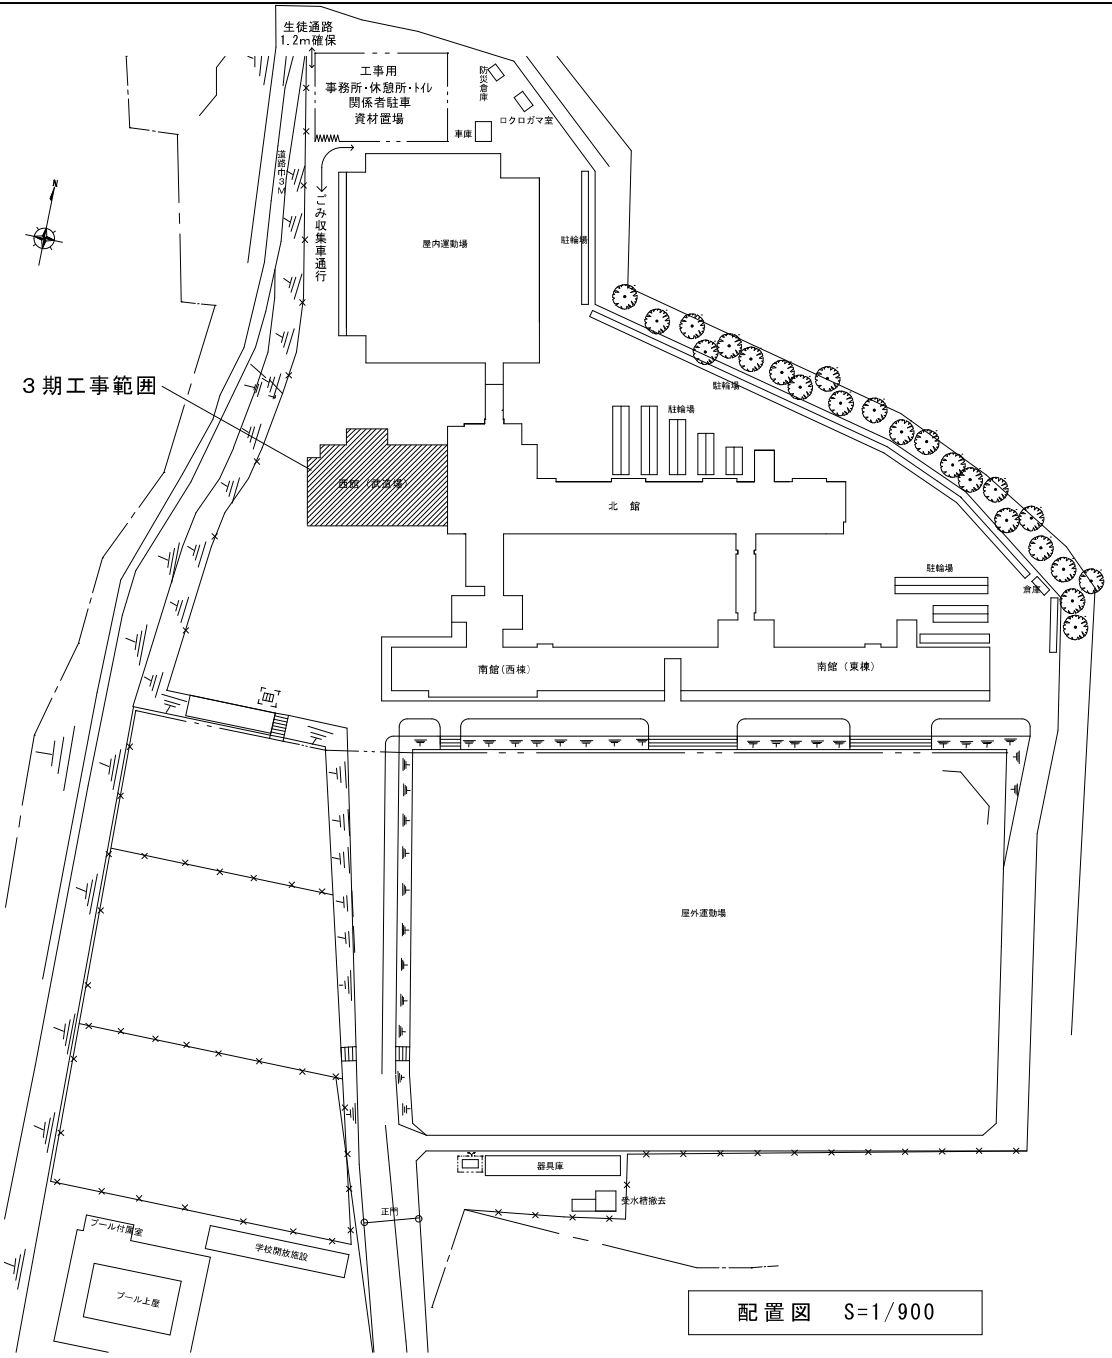 生徒通路
1.2m確保
工事用
事務所・休憩所・トイレ
関係者駐車
資材置場
防災倉庫
ロクロガマ室
車庫
道路巾3M
ごみ収集車通行
N
屋内運動場
駐輪場
3期工事範囲
駐輪場
駐輪場
西館(武道場)
北 館
駐輪場
倉庫
南館(西棟)
南館(東棟)
屋外運動場
器具庫
受水槽撤去
正門
プール付属室
学校開放施設
プール上屋
配置図 S=1/900